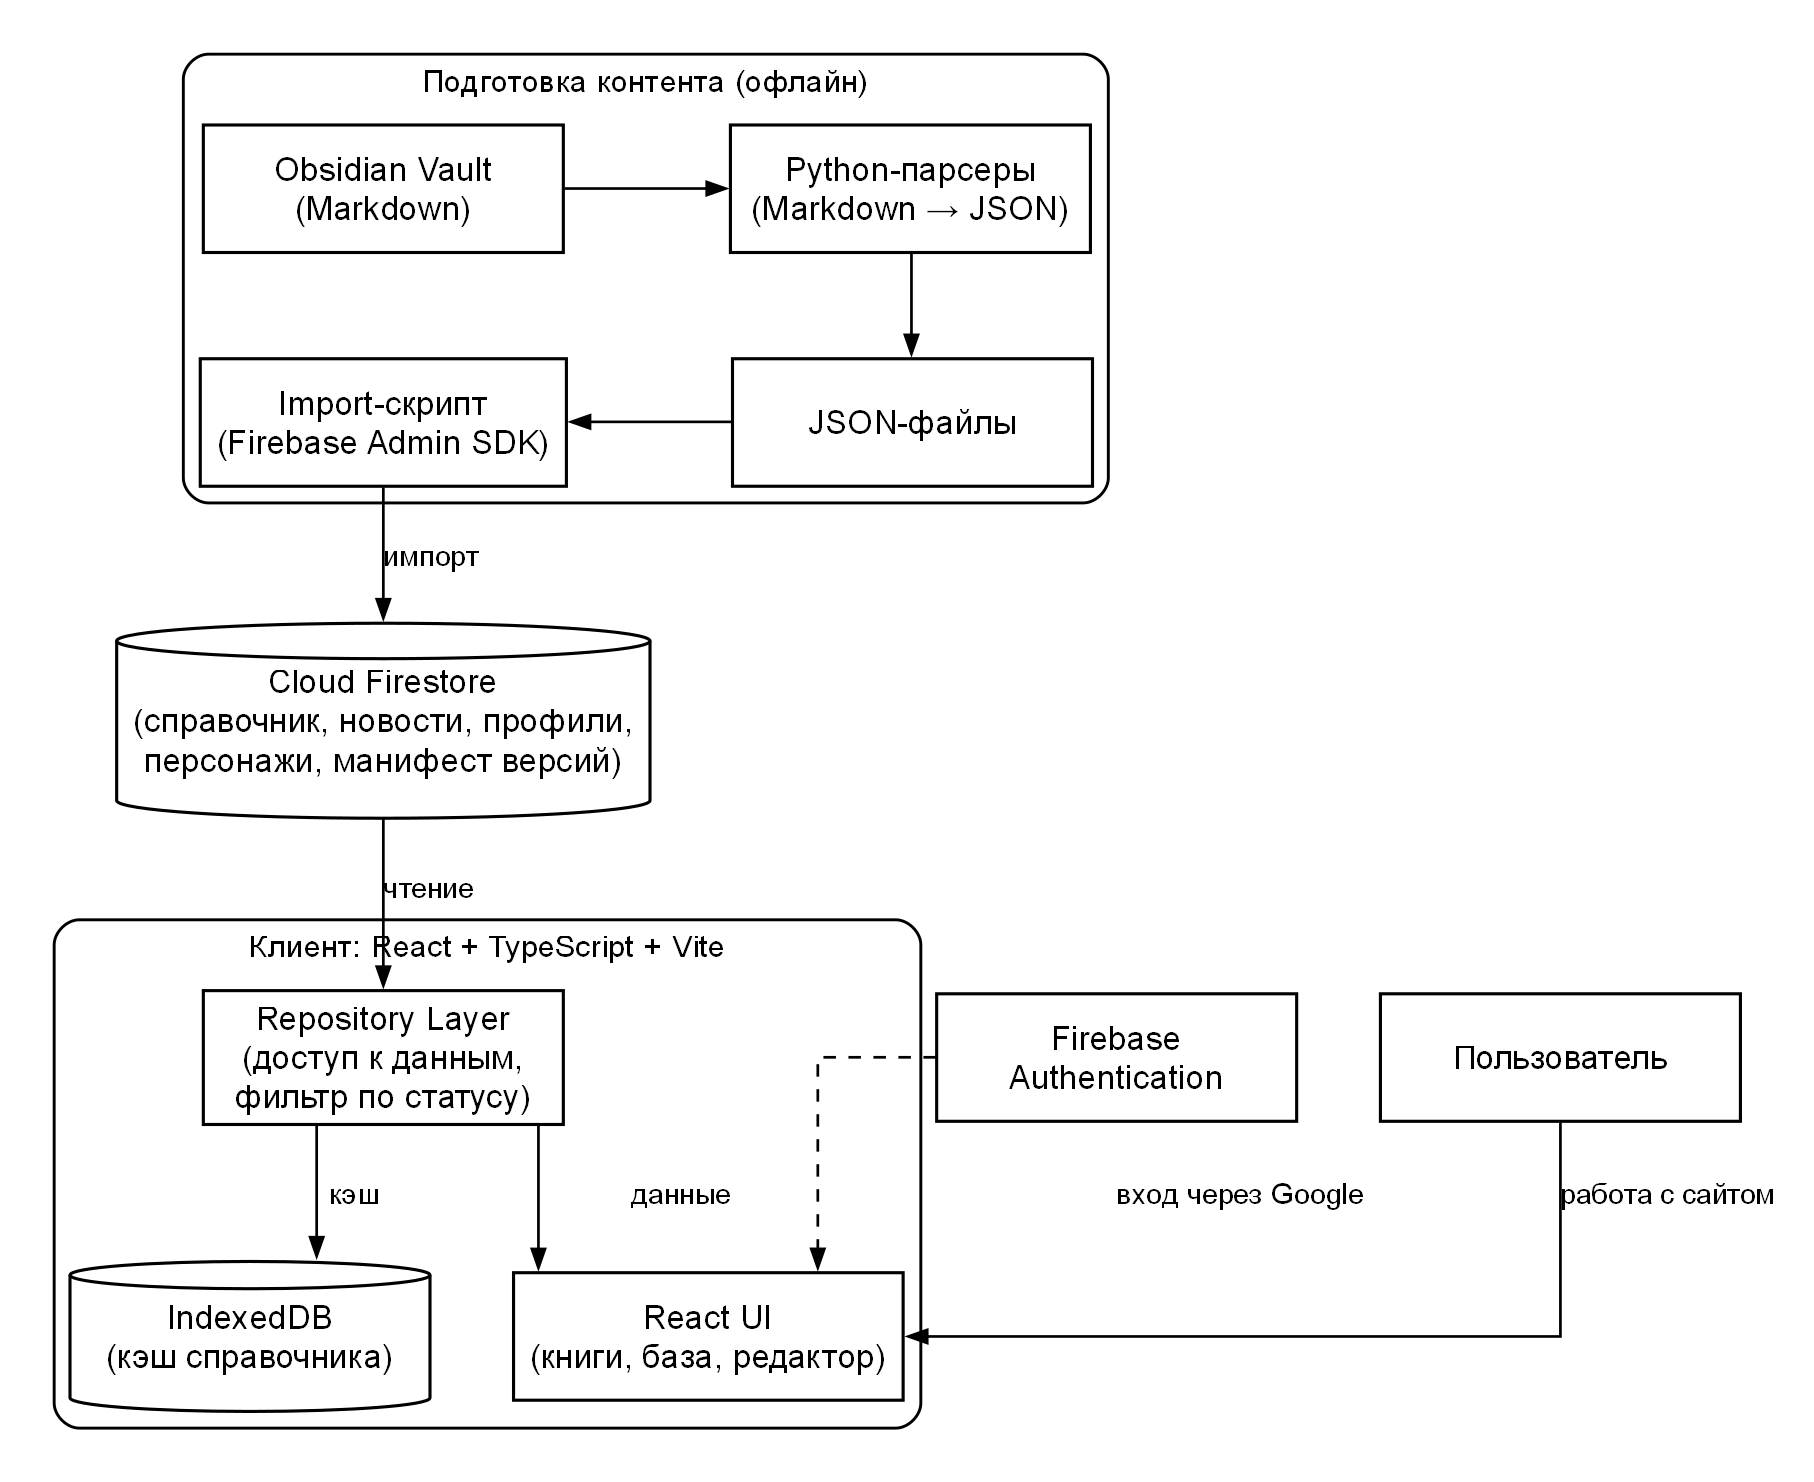 Подготовка контента (офлайн)
Obsidian Vault
(Markdown)
Python-парсеры
(Markdown → JSON)
Import-скрипт
(Firebase Admin SDK)
JSON-файлы
импорт
Cloud Firestore
(справочник, новости, профили,
персонажи, манифест версий)
чтение
Клиент: React + TypeScript + Vite
Repository Layer
(доступ к данным,
фильтр по статусу)
Firebase
Authentication
Пользователь
кэш
данные
вход через Google
работа с сайтом
IndexedDB
(кэш справочника)
React UI
(книги, база, редактор)